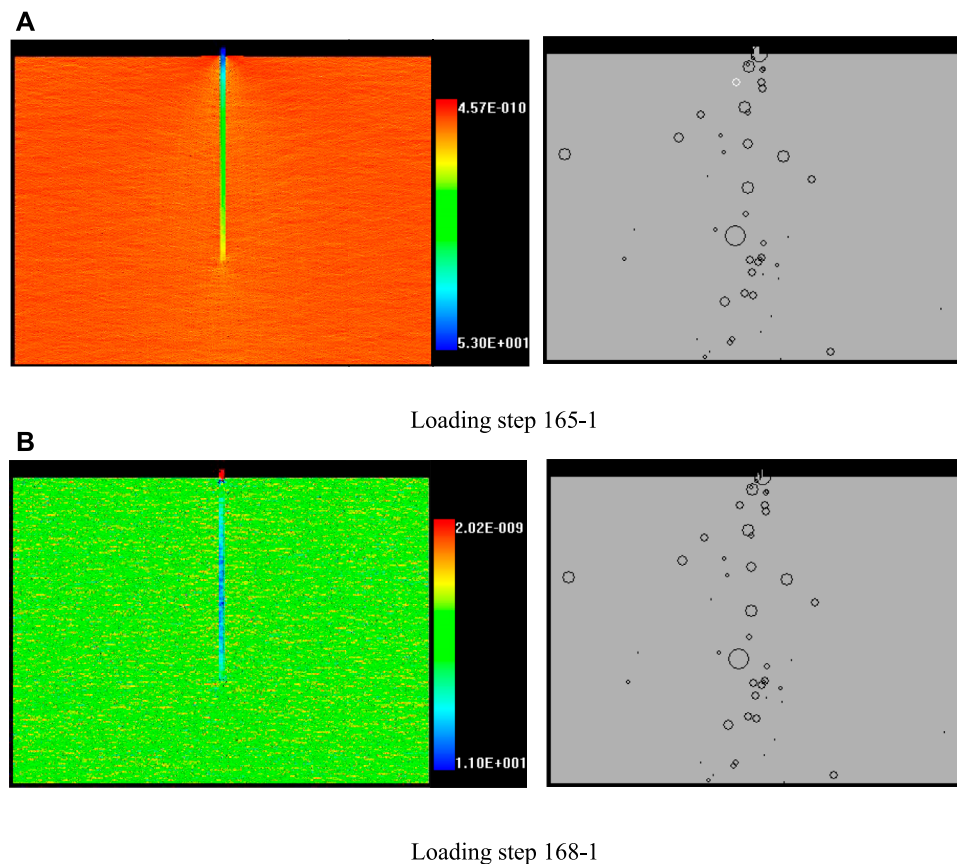 A
4.57E-010
5.30E+001
Loading step 165-1
B
2.02E-009
1.10E+001
Loading step 168-1